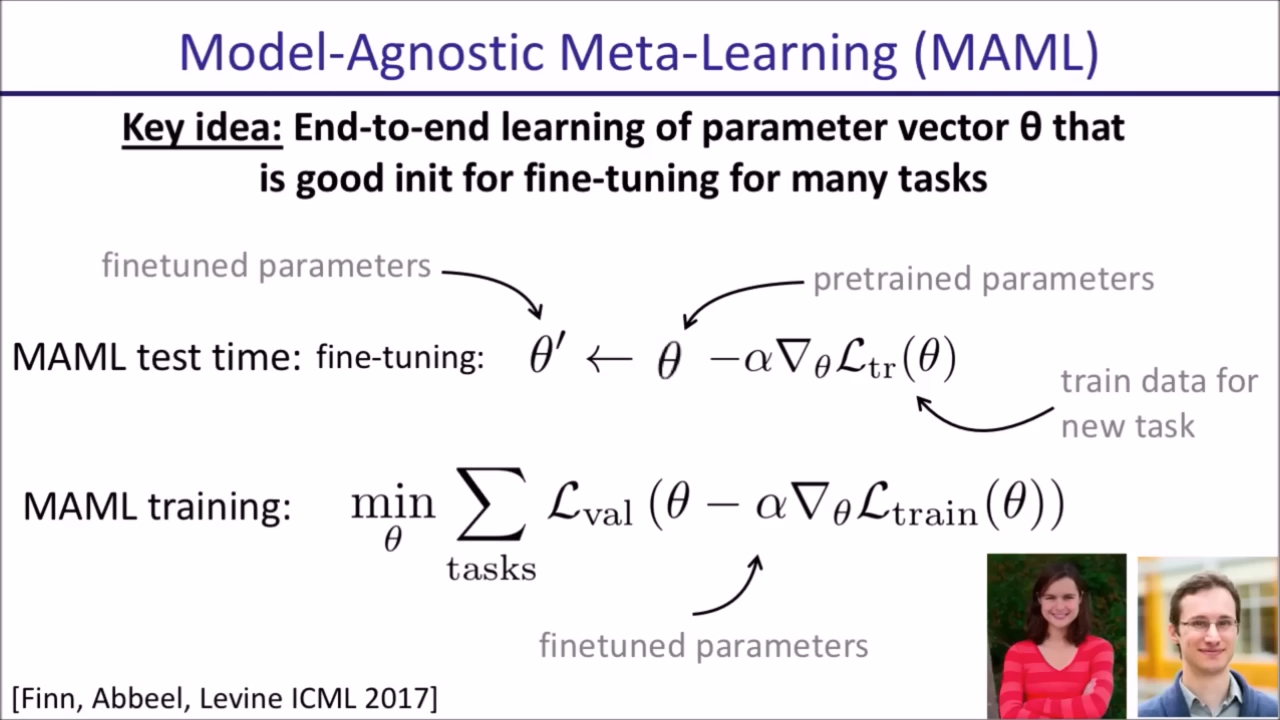 Model-Agnostic Meta-Learning (MAML)
Key idea: End-to-end learning of parameter vector θ that
is good init for fine-tuning for many tasks
finetuned parameters
pretrained parameters
MAML test time: fine-tuning: θ′ ← θ −α∇θℒtr(θ)
train data for
new task
MAML training: min θ ∑ tasks ℒval (θ − α∇θℒtrain(θ))
finetuned parameters
[Finn, Abbeel, Levine ICML 2017]